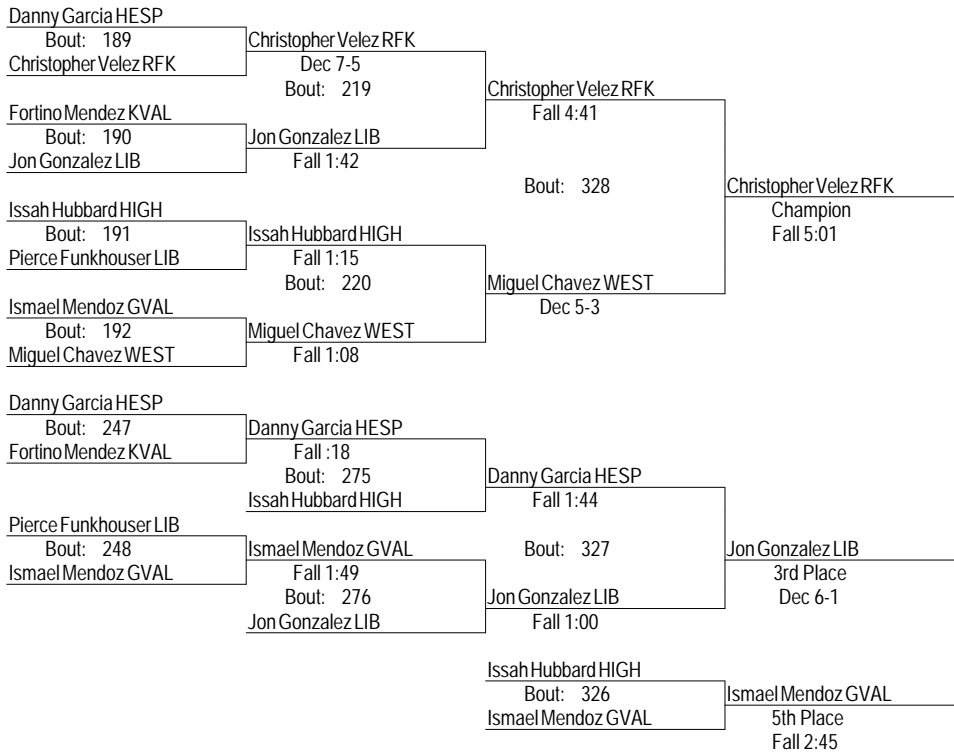 Danny Garcia HESP
Bout: 189
Christopher Velez RFK
Christopher Velez RFK
Dec 7-5
Bout: 219
Fortino Mendez KVAL
Bout: 190
Jon Gonzalez LIB
Jon Gonzalez LIB
Fall 1:42
Christopher Velez RFK
Fall 4:41
Bout: 328
Issah Hubbard HIGH
Bout: 191
Pierce Funkhouser LIB
Issah Hubbard HIGH
Fall 1:15
Bout: 220
Ismael Mendoz GVAL
Bout: 192
Miguel Chavez WEST
Miguel Chavez WEST
Fall 1:08
Miguel Chavez WEST
Dec 5-3
Christopher Velez RFK
Champion
Fall 5:01
Danny Garcia HESP
Bout: 247
Fortino Mendez KVAL
Danny Garcia HESP
Fall :18
Bout: 275
Issah Hubbard HIGH
Danny Garcia HESP
Fall 1:44
Pierce Funkhouser LIB
Bout: 248
Ismael Mendoz GVAL
Ismael Mendoz GVAL
Fall 1:49
Bout: 276
Jon Gonzalez LIB
Bout: 327
Jon Gonzalez LIB
Fall 1:00
Jon Gonzalez LIB
3rd Place
Dec 6-1
Issah Hubbard HIGH
Bout: 326
Ismael Mendoz GVAL
Ismael Mendoz GVAL
5th Place
Fall 2:45